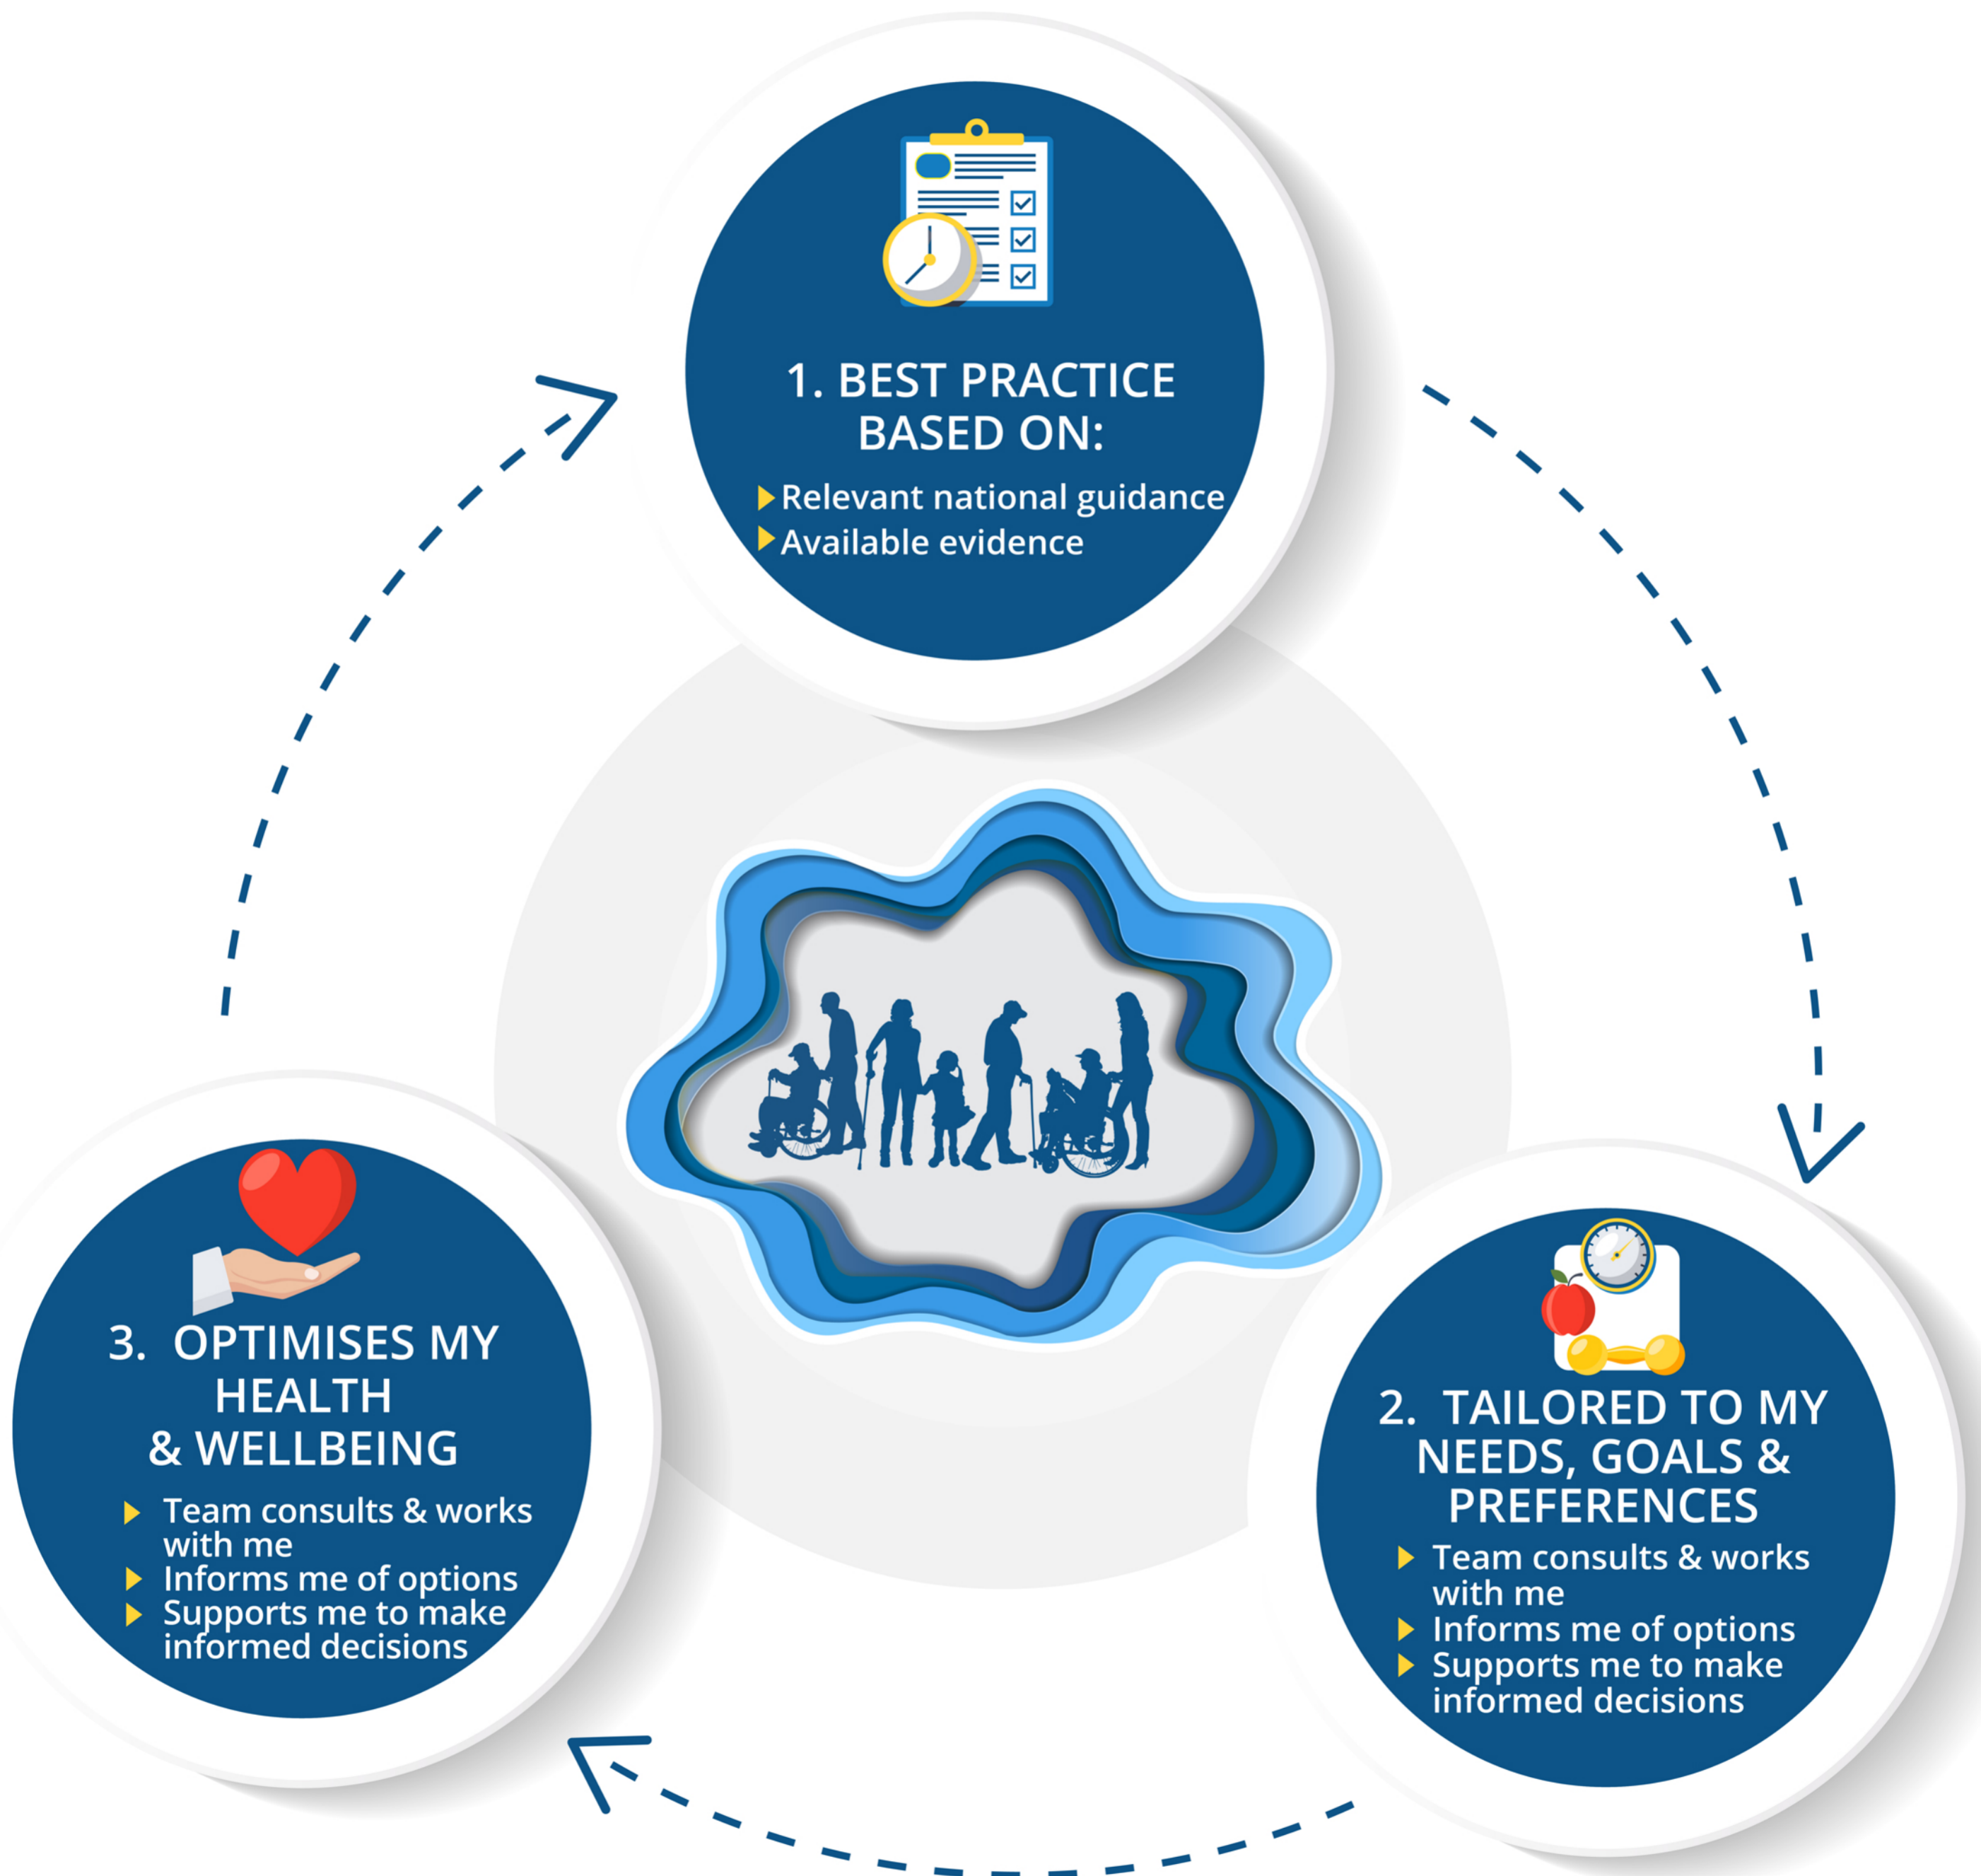 1. BEST PRACTICE
BASED ON:
Relevant national guidance
Available evidence
2. TAILORED TO MY
NEEDS, GOALS &
PREFERENCES
Team consults & works
with me
Informs me of options
Supports me to make
informed decisions
3. OPTIMISES MY
HEALTH
& WELLBEING
Team consults & works
with me
Informs me of options
Supports me to make
informed decisions